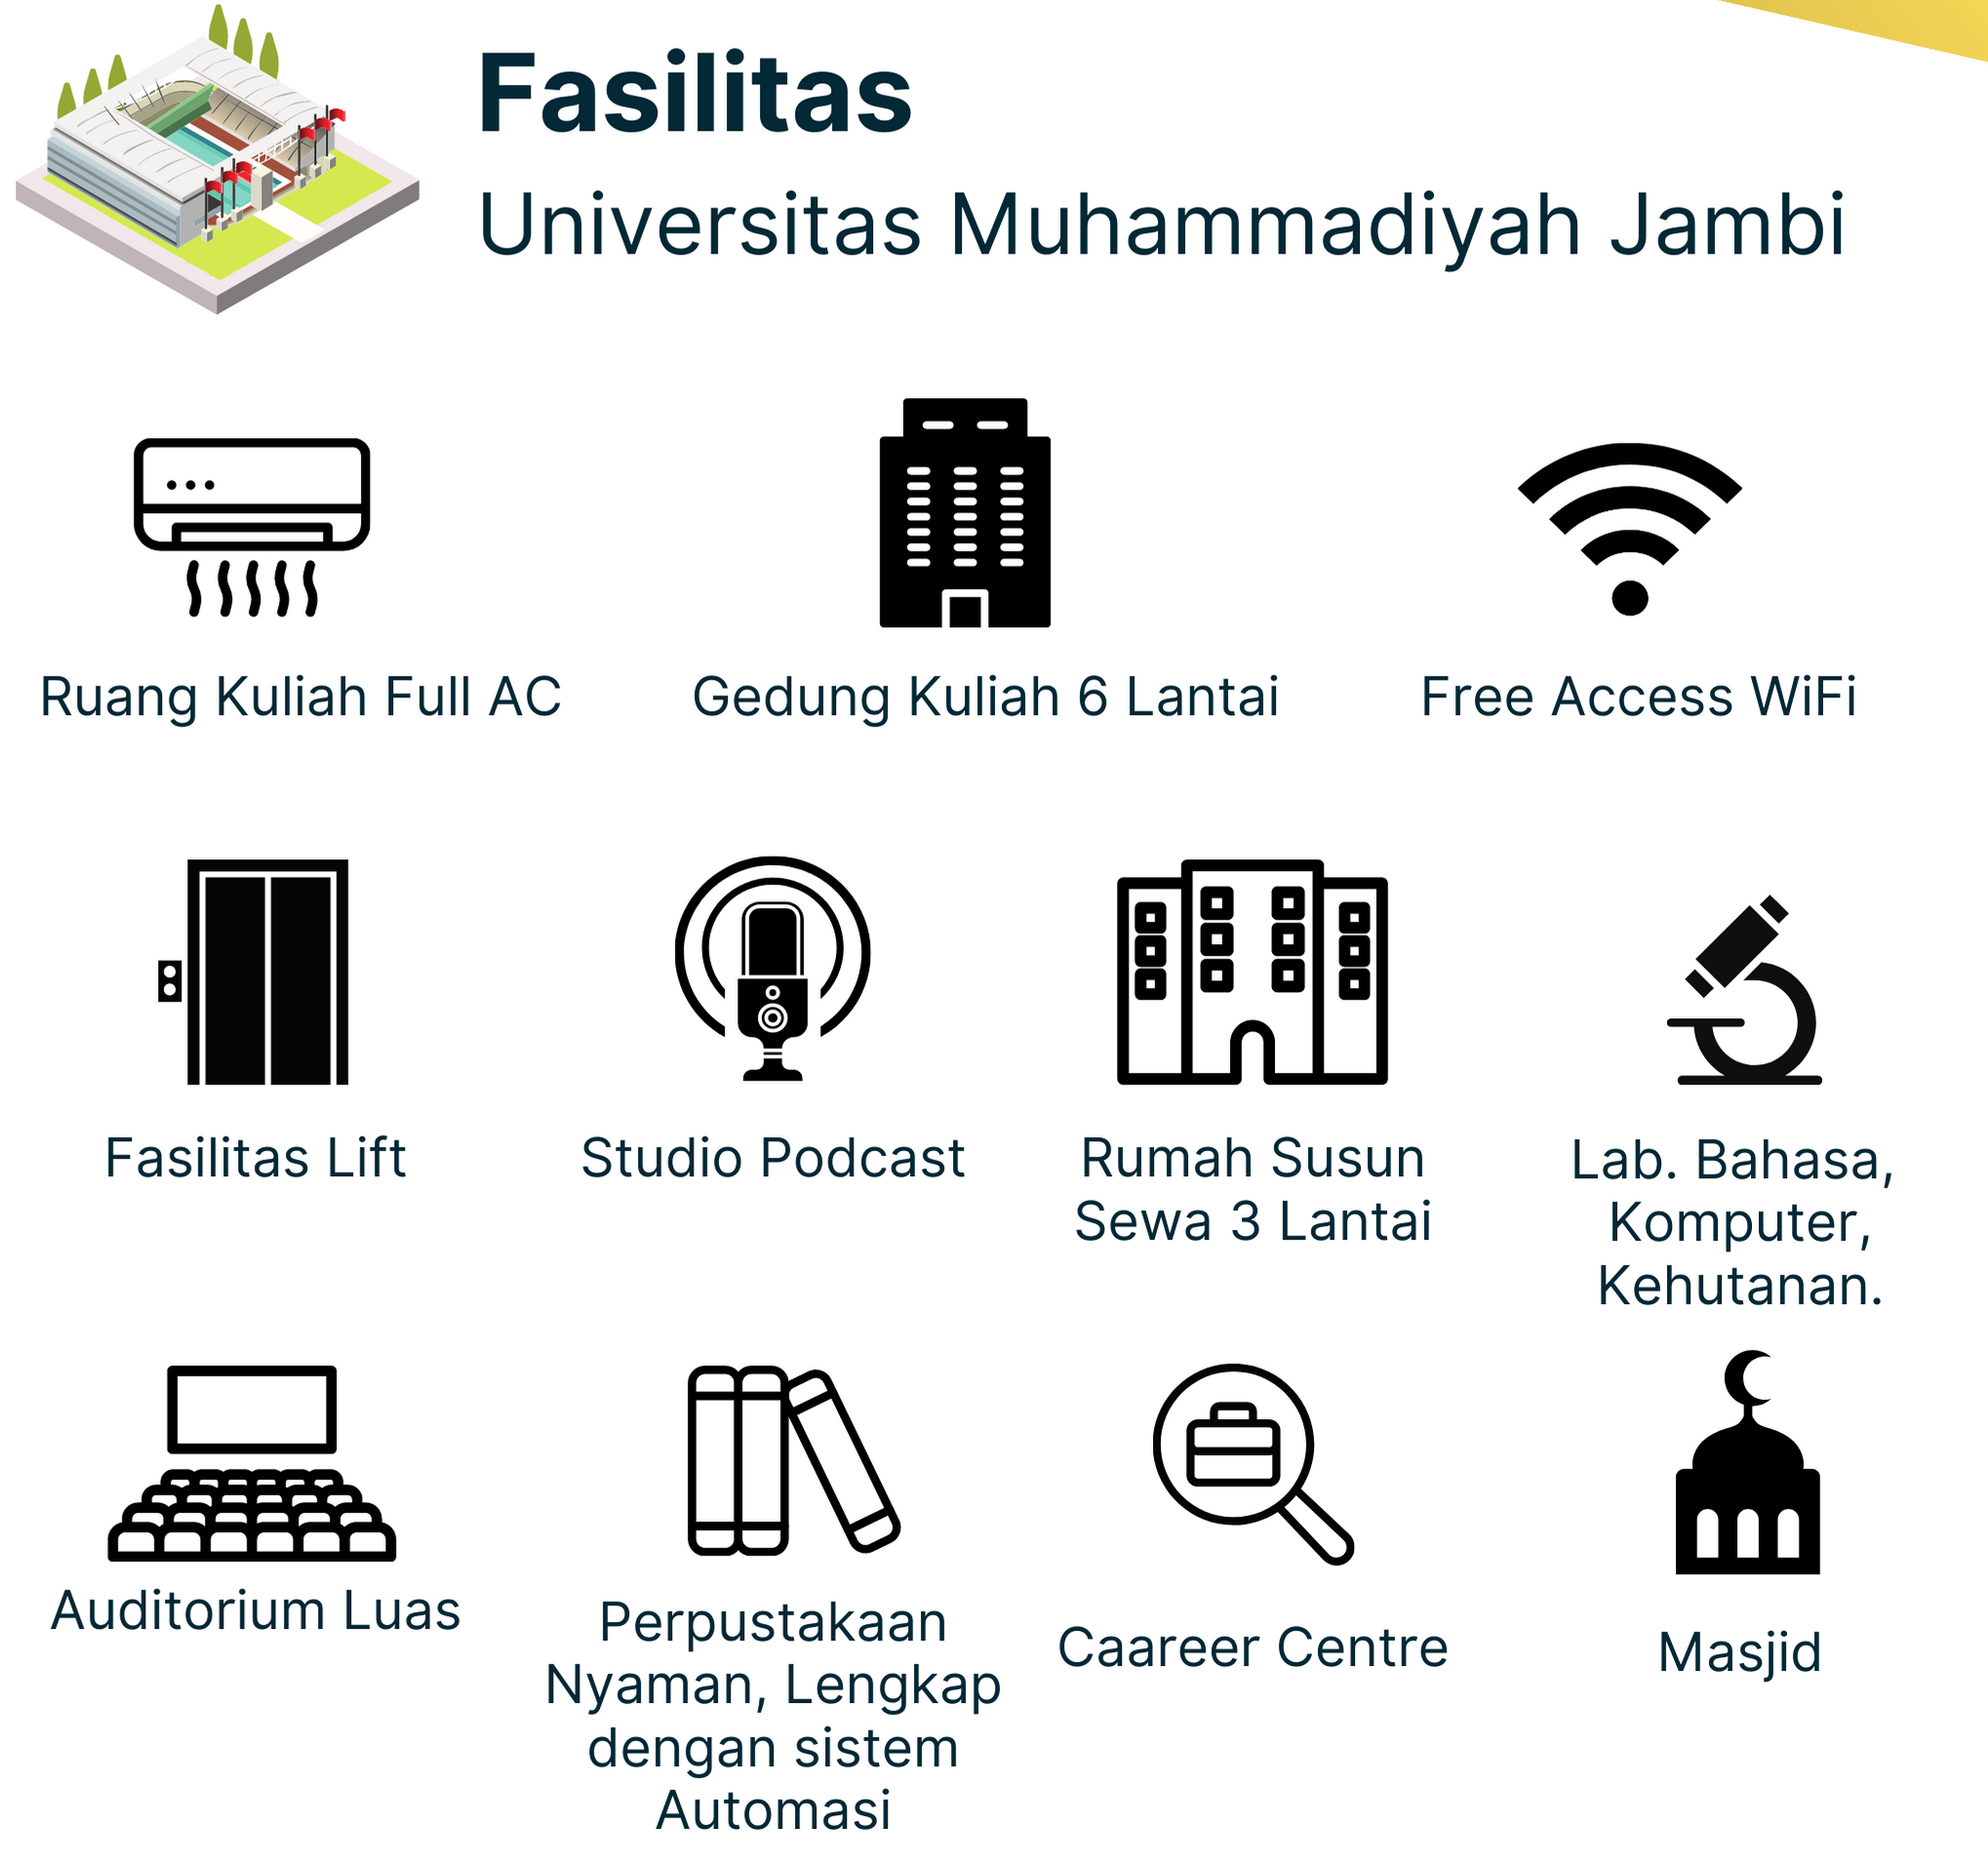 Fasilitas
Universitas Muhammadiyah Jambi
Ruang Kuliah Full AC
Gedung Kuliah 6 Lantai
Free Access WiFi
Fasilitas Lift
Studio Podcast
Rumah Susun
Sewa 3 Lantai
Lab. Bahasa,
Komputer,
Kehutanan.
Auditorium Luas
Perpustakaan
Nyaman, Lengkap
dengan sistem
Automasi
Caareer Centre
Masjid